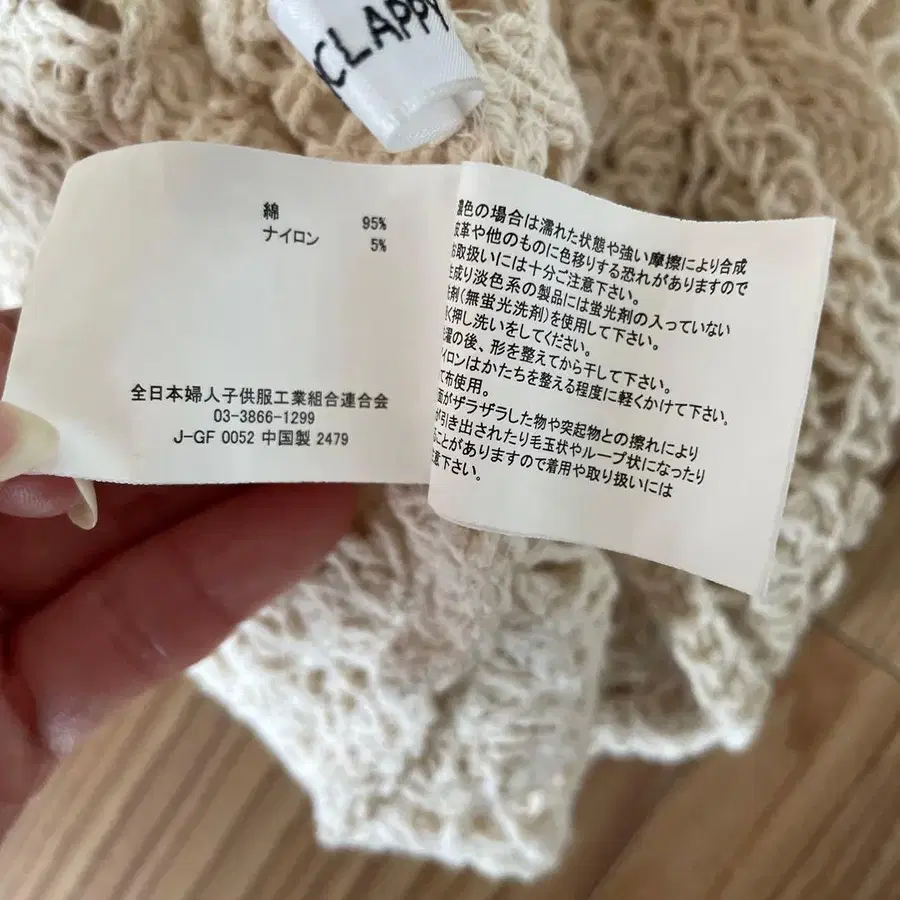 CLAPPY
綿 95%
ナイロン 5%
全日本婦人子供服工業組合連合会
03-3866-1299
J-GF 0052 中国製 2479
濃色の場合は濡れた状態や強い摩擦により合成
皮革や他のものに色移りする恐れがありますので
お取扱いには十分ご注意下さい。
生成り淡色系の製品には蛍光剤の入っていない
洗剤(無蛍光洗剤)を使用して下さい。
く押し洗いをしてください。
濯の後、形を整えてから干して下さい。
イロンはかたちを整える程度に軽くかけて下さい。
て布使用。
面がザラザラした物や突起物との擦れにより
が引き出されたり毛玉状やループ状になったり
ることがありますので着用や取り扱いには
意下さい。